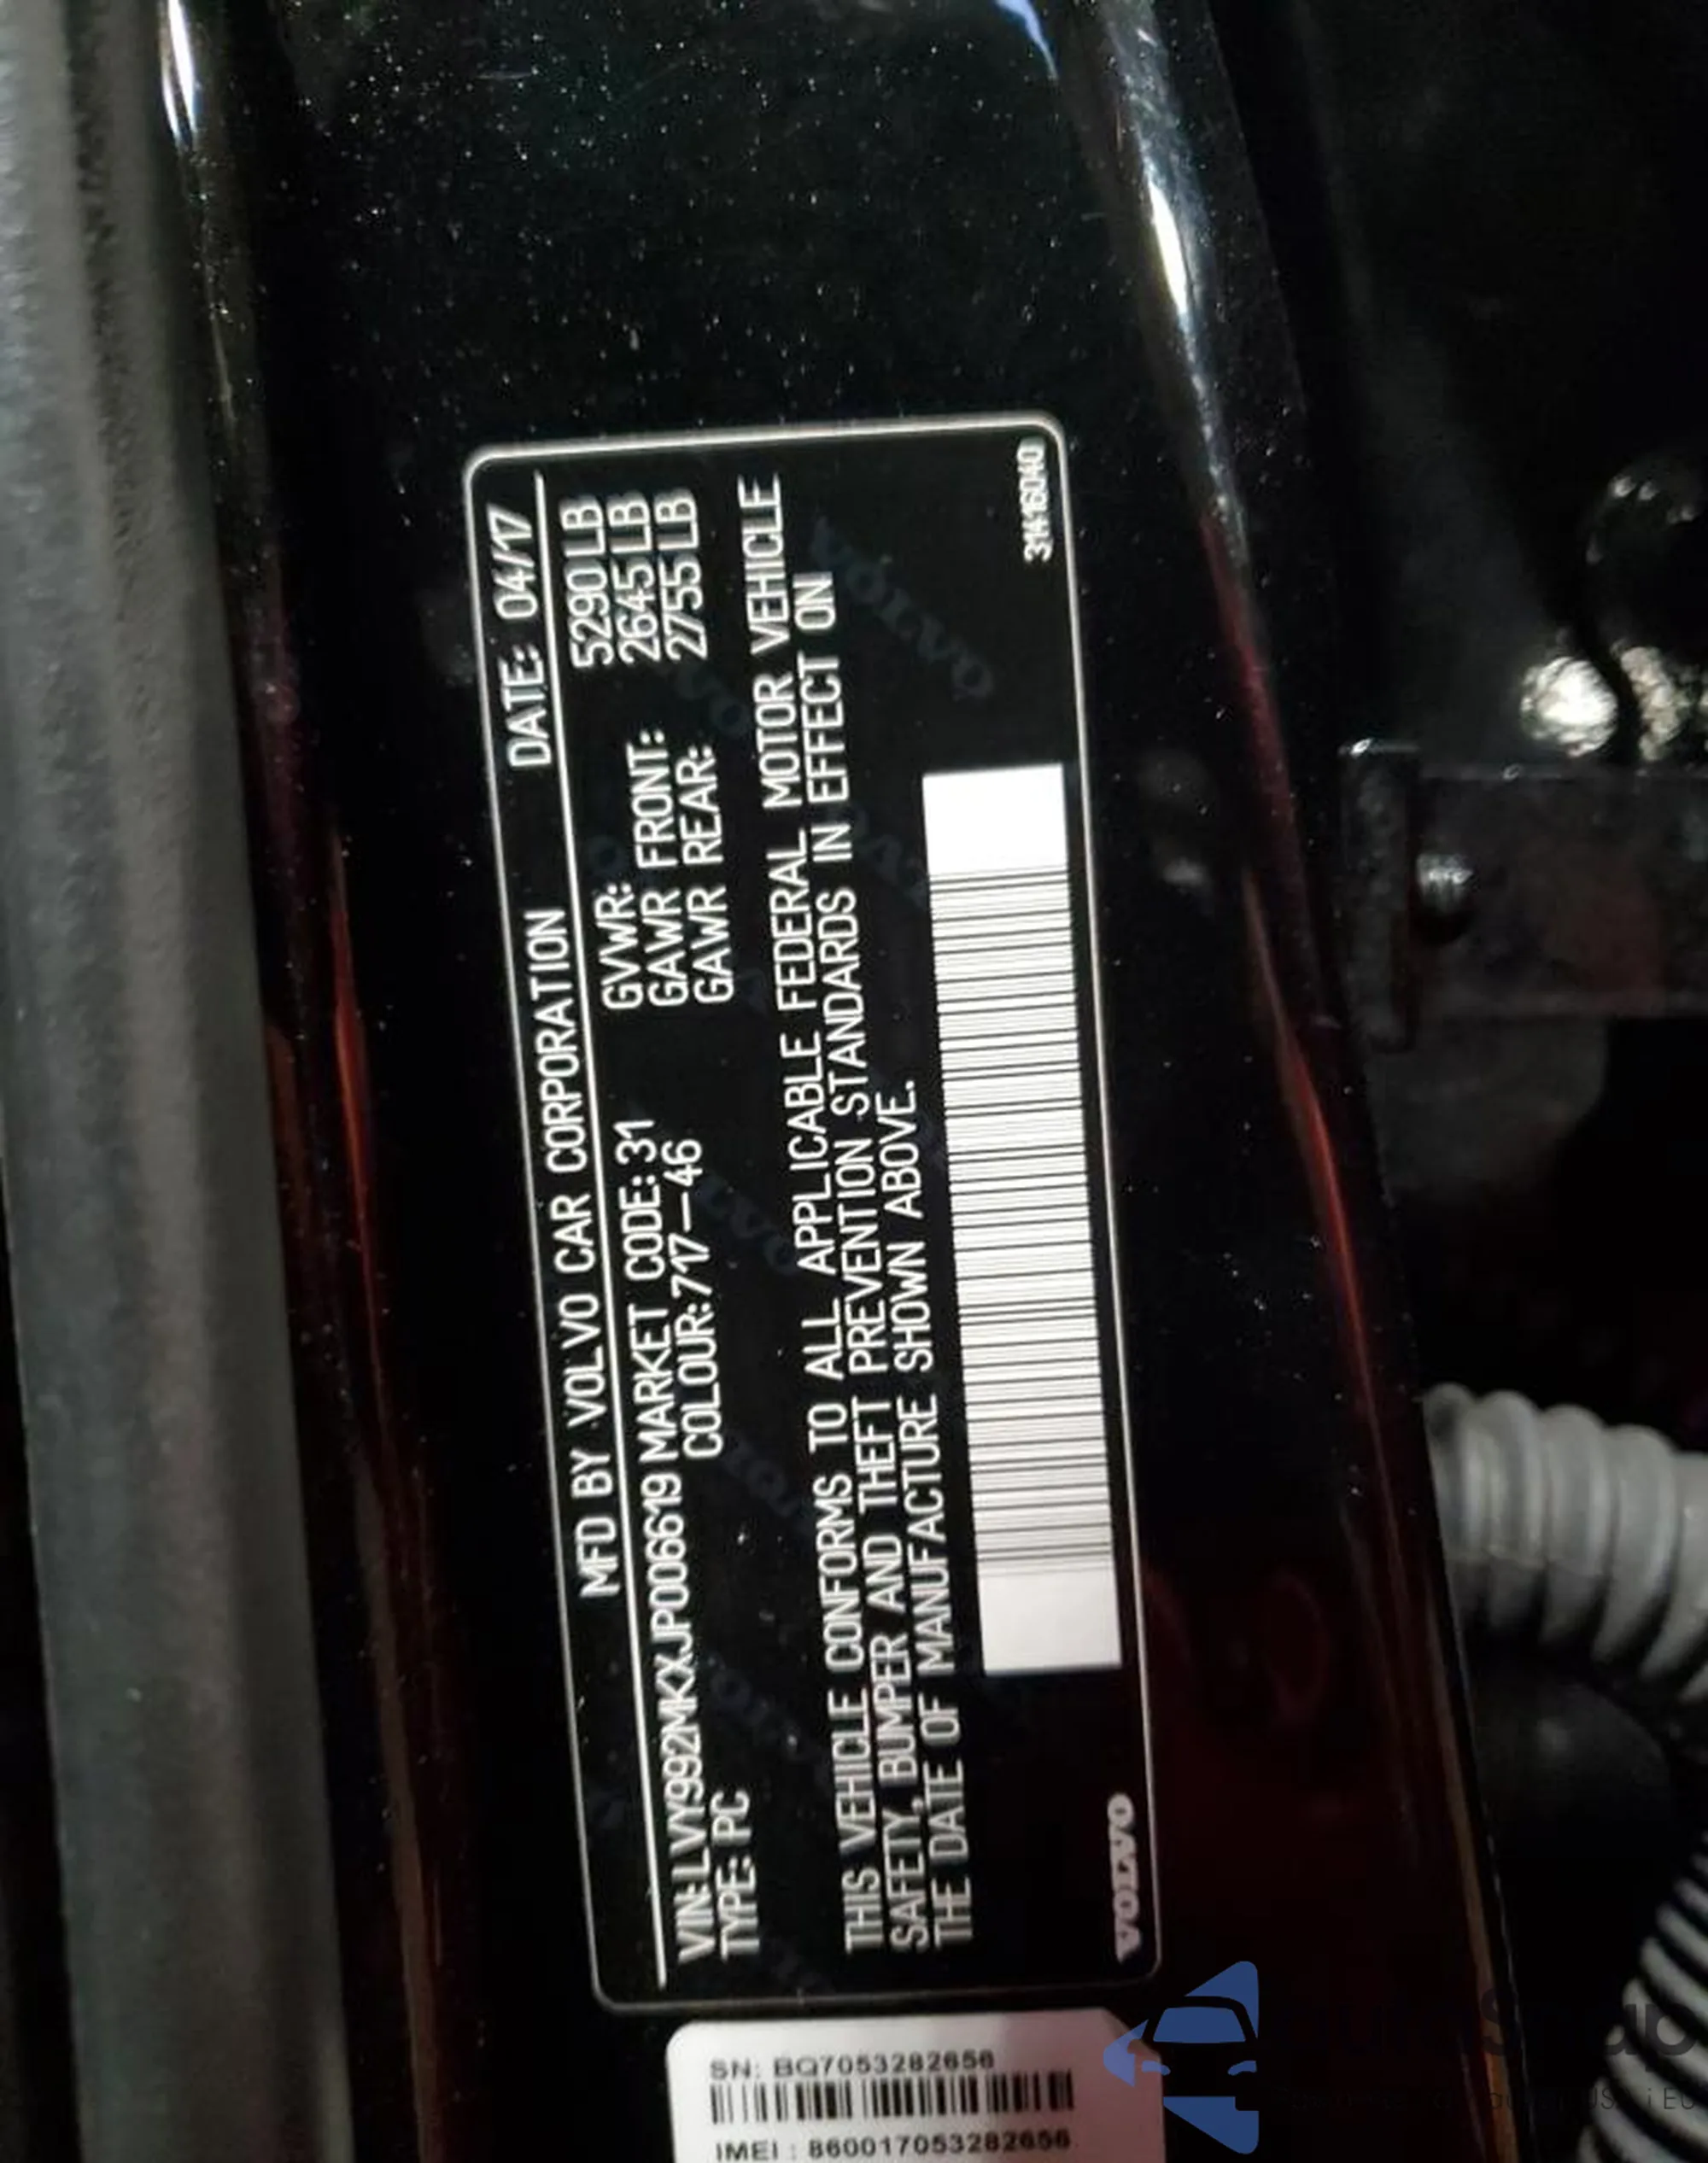 MFD BY VOLVO CAR CORPORATION DATE: 04/17
VIN: LVY992MKXJP006619 MARKET CODE: 31 GVWR: 5290 LB
TYPE: PC COLOUR: 717-46 GAWR FRONT: 2645 LB
GAWR REAR: 2755 LB
THIS VEHICLE CONFORMS TO ALL APPLICABLE FEDERAL MOTOR VEHICLE
SAFETY, BUMPER AND THEFT PREVENTION STANDARDS IN EFFECT ON
THE DATE OF MANUFACTURE SHOWN ABOVE.
VOLVO 31416040
SN: BQ7053282656
IMEI : 860017053282656